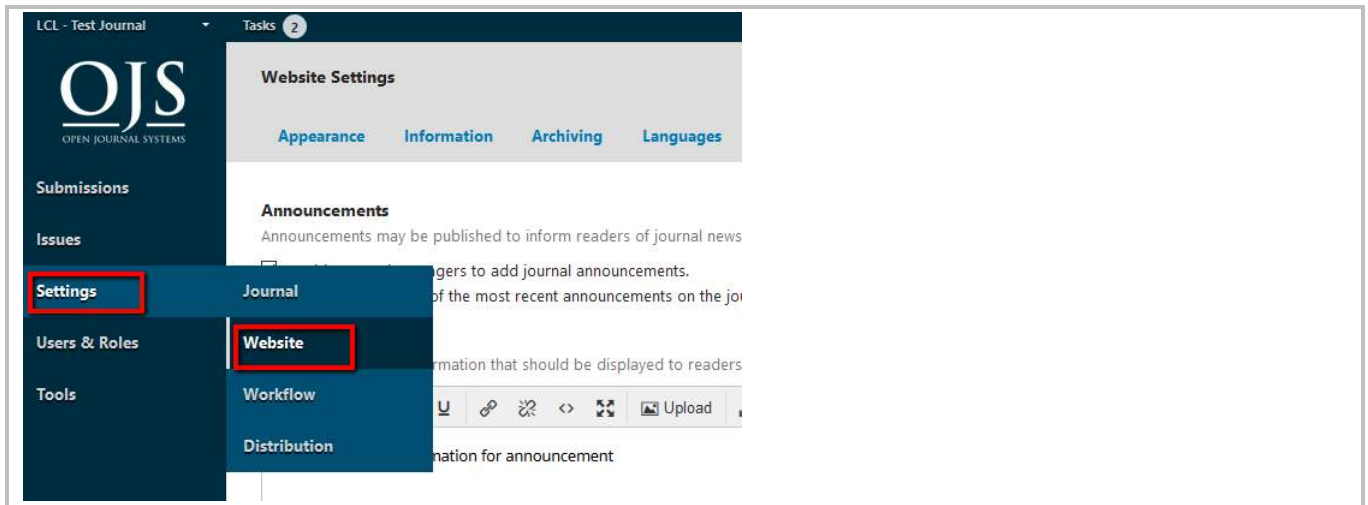 LCL - Test Journal Tasks 2
OJS
OPEN JOURNAL SYSTEMS
Website Settings
Appearance Information Archiving Languages
Submissions
Issues
Settings
Users & Roles
Tools
Journal
Website
Workflow
Distribution
Announcements
Announcements may be published to inform readers of journal news
gers to add journal announcements.
of the most recent announcements on the jou
rmation that should be displayed to readers
U Upload
mation for announcement